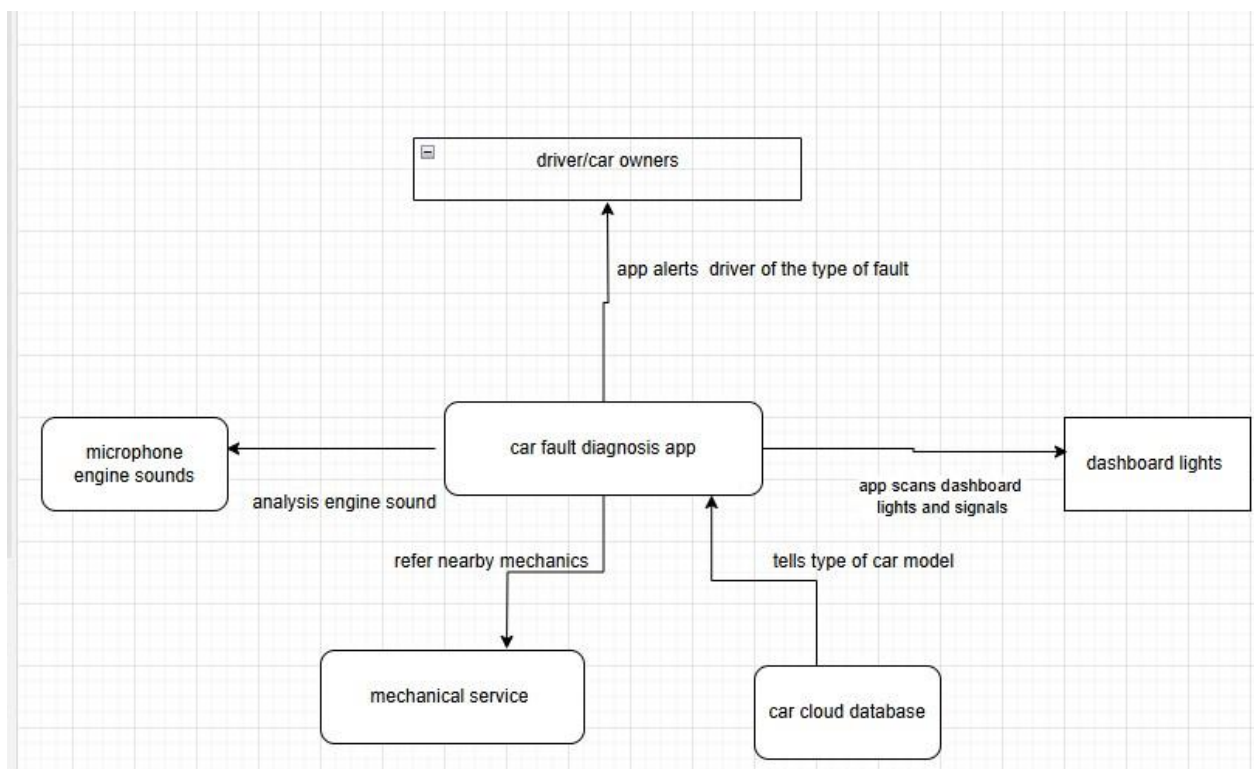 driver/car owners
app alerts driver of the type of fault
microphone
engine sounds
car fault diagnosis app
dashboard lights
analysis engine sound
app scans dashboard
lights and signals
refer nearby mechanics
tells type of car model
mechanical service
car cloud database